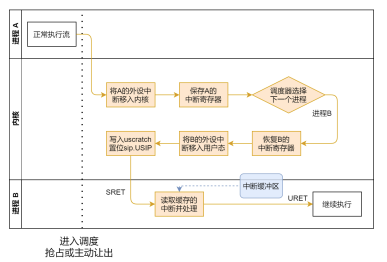 进程 A
正常执行流
内核
将A的外设中
断移入内核
保存A的
中断寄存器
调度器选择
下一个进程
进程B
写入uscratch
置位sip.USIP
将B的外设中
断移入用户态
恢复B的
中断寄存器
进程 B
SRET
读取缓存的
中断并处理
中断缓冲区
URET
继续执行
进入调度
抢占或主动让出